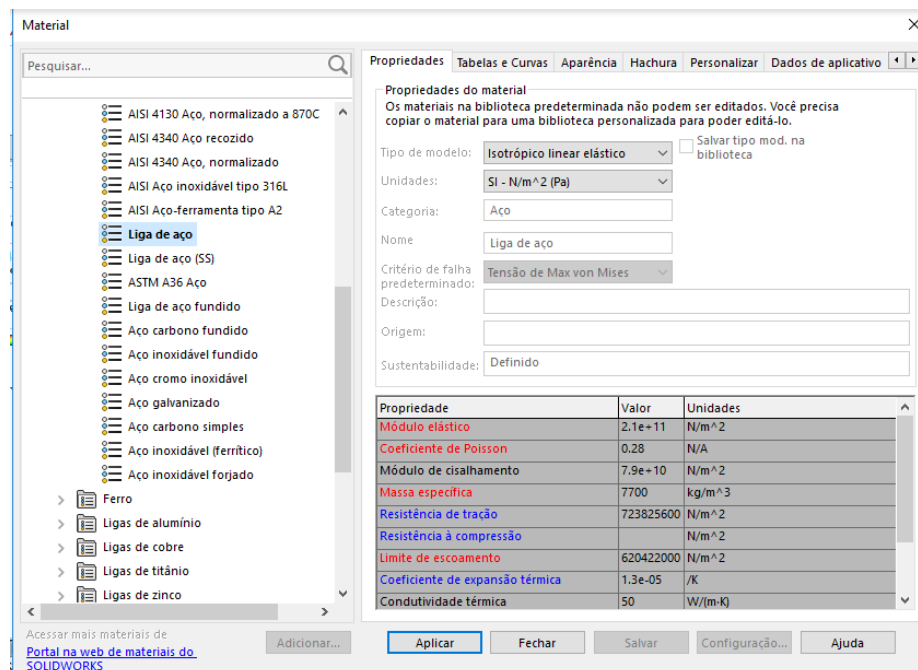 Material
Pesquisar...
AISI 4130 Aço, normalizado a 870C
AISI 4340 Aço recozido
AISI 4340 Aço, normalizado
AISI Aço inoxidável tipo 316L
AISI Aço-ferramenta tipo A2
Liga de aço
Liga de aço (SS)
ASTM A36 Aço
Liga de aço fundido
Aço carbono fundido
Aço inoxidável fundido
Aço cromo inoxidável
Aço galvanizado
Aço carbono simples
Aço inoxidável (ferrítico)
Aço inoxidável forjado
Ferro
Ligas de alumínio
Ligas de cobre
Ligas de titânio
Ligas de zinco
Acessar mais materiais de
Portal na web de materiais do
SOLIDWORKS
Adicionar...
Propriedades Tabelas e Curvas Aparência Hachura Personalizar Dados de aplicativo
Propriedades do material
Os materiais na biblioteca predeterminada não podem ser editados. Você precisa
copiar o material para uma biblioteca personalizada para poder editá-lo.
Tipo de modelo: Isotrópico linear elástico
Salvar tipo mod. na
biblioteca
Unidades: SI - N/m^2 (Pa)
Categoria: Aço
Nome Liga de aço
Critério de falha
predeterminado: Tensão de Max von Mises
Descrição:
Origem:
Sustentabilidade: Definido
Propriedade Valor Unidades
Módulo elástico 2.1e+11 N/m^2
Coeficiente de Poisson 0.28 N/A
Módulo de cisalhamento 7.9e+10 N/m^2
Massa específica 7700 kg/m^3
Resistência de tração 723825600 N/m^2
Resistência à compressão N/m^2
Limite de escoamento 620422000 N/m^2
Coeficiente de expansão térmica 1.3e-05 /K
Condutividade térmica 50 W/(m·K)
Aplicar Fechar Salvar Configuração... Ajuda